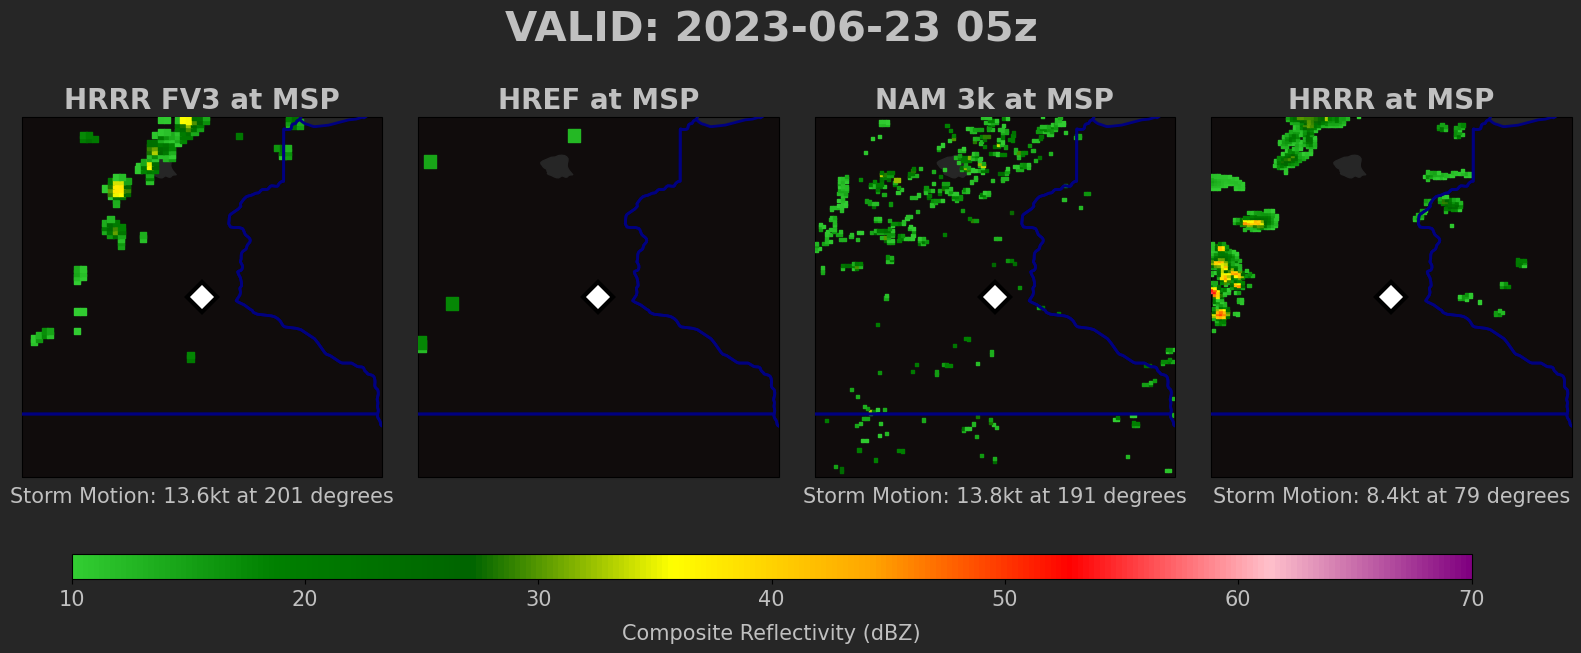 VALID: 2023-06-23 05z
HRRR FV3 at MSP
HREF at MSP
NAM 3k at MSP
HRRR at MSP
Storm Motion: 13.6kt at 201 degrees
Storm Motion: 13.8kt at 191 degrees
Storm Motion: 8.4kt at 79 degrees
10 20 30 40 50 60 70
Composite Reflectivity (dBZ)